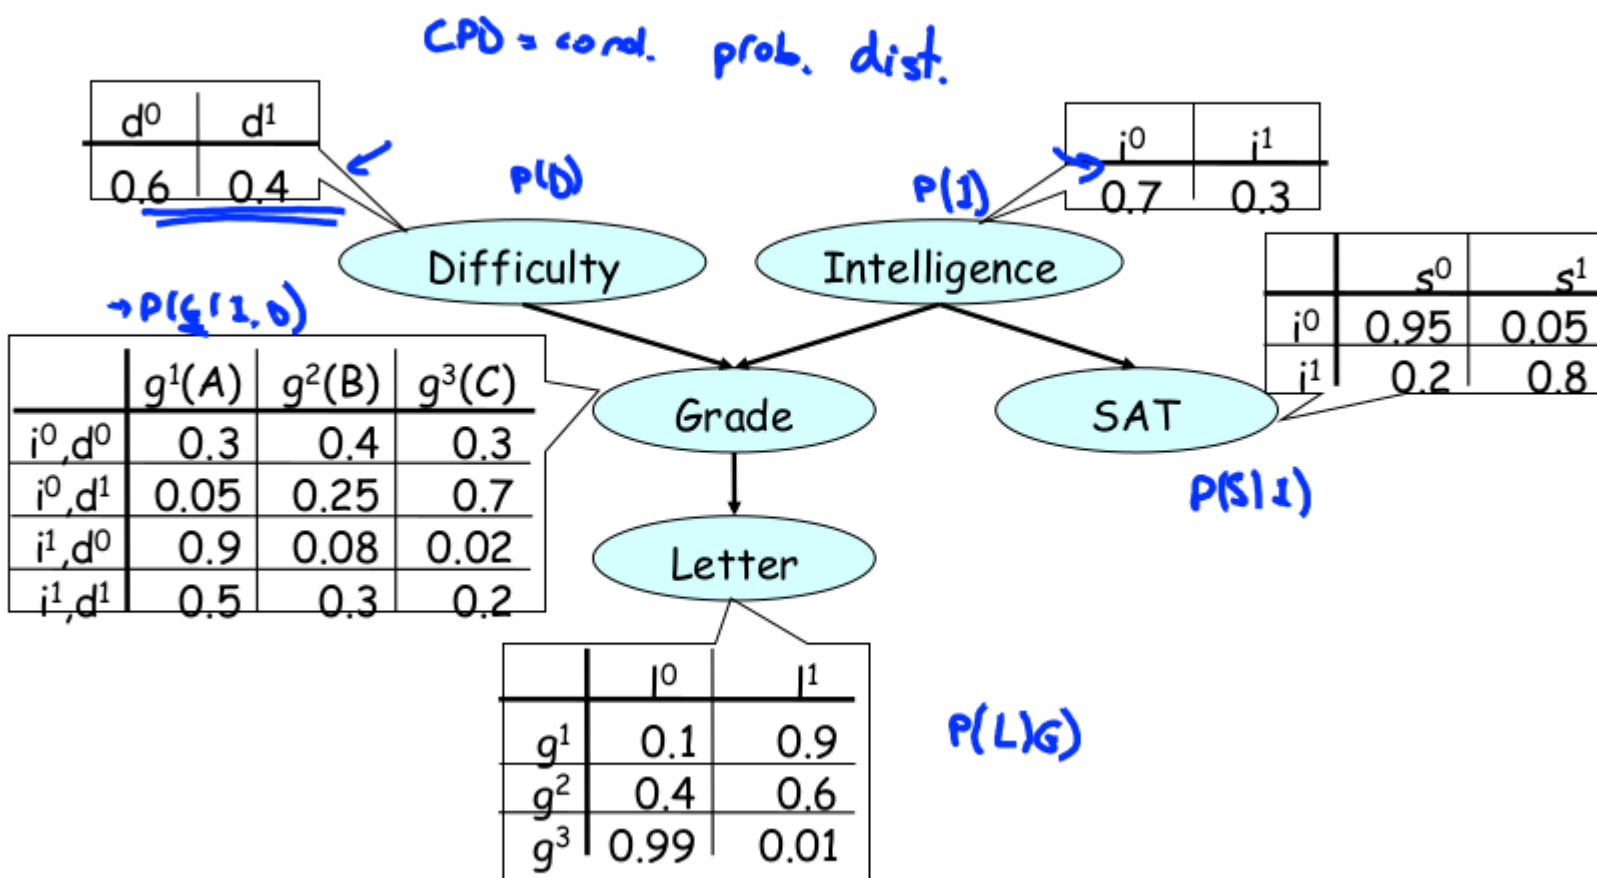 CPD = cond. prob. dist.
d⁰ d¹
0.6 0.4
P(D)
P(I)
i⁰ i¹
0.7 0.3
Difficulty
Intelligence
s⁰ s¹
i⁰ 0.95 0.05
i¹ 0.2 0.8
→ P(G|I,D)
g¹(A) g²(B) g³(C)
i⁰,d⁰ 0.3 0.4 0.3
i⁰,d¹ 0.05 0.25 0.7
i¹,d⁰ 0.9 0.08 0.02
i¹,d¹ 0.5 0.3 0.2
Grade
SAT
P(S|I)
Letter
l⁰ l¹
g¹ 0.1 0.9
g² 0.4 0.6
g³ 0.99 0.01
P(L|G)